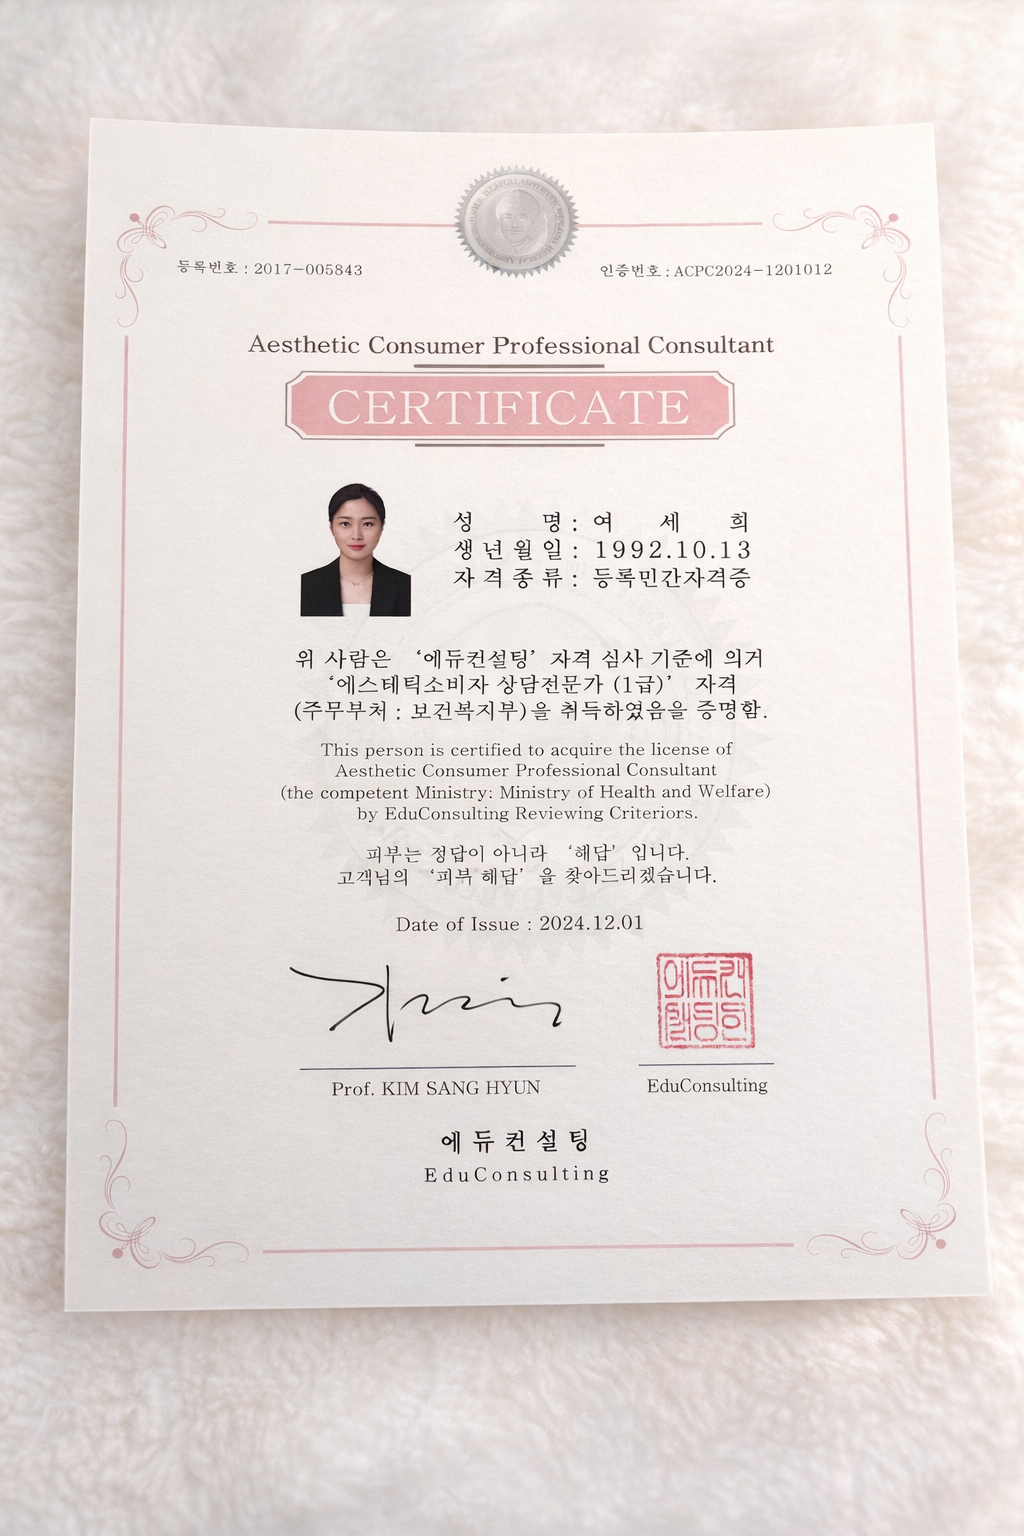 등록번호 : 2017-005843
인증번호 : ACPC2024-1201012
Aesthetic Consumer Professional Consultant
CERTIFICATE
성 명 : 여 세 희
생년월일 : 1992.10.13
자격종류 : 등록민간자격증
위 사람은 ‘에듀컨설팅’ 자격 심사 기준에 의거
‘에스테틱소비자 상담전문가 (1급)’ 자격
(주무부처 : 보건복지부)을 취득하였음을 증명함.
This person is certified to acquire the license of
Aesthetic Consumer Professional Consultant
(the competent Ministry: Ministry of Health and Welfare)
by EduConsulting Reviewing Criteriors.
피부는 정답이 아니라 ‘해답’ 입니다.
고객님의 ‘피부 해답’ 을 찾아드리겠습니다.
Date of Issue : 2024.12.01
Prof. KIM SANG HYUN
EduConsulting
에듀컨설팅
EduConsulting